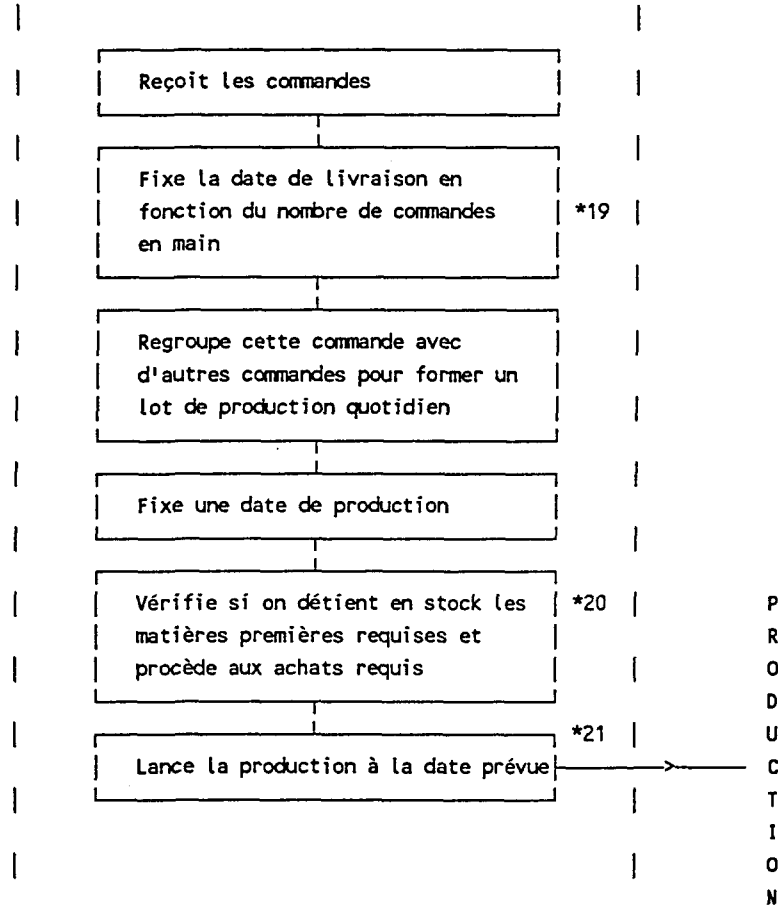 Reçoit les commandes
Fixe la date de livraison en
fonction du nombre de commandes
en main
*19
Regroupe cette commande avec
d'autres commandes pour former un
lot de production quotidien
Fixe une date de production
Vérifie si on détient en stock les
matières premières requises et
procède aux achats requis
*20
*21
Lance la production à la date prévue
PRODUCTION